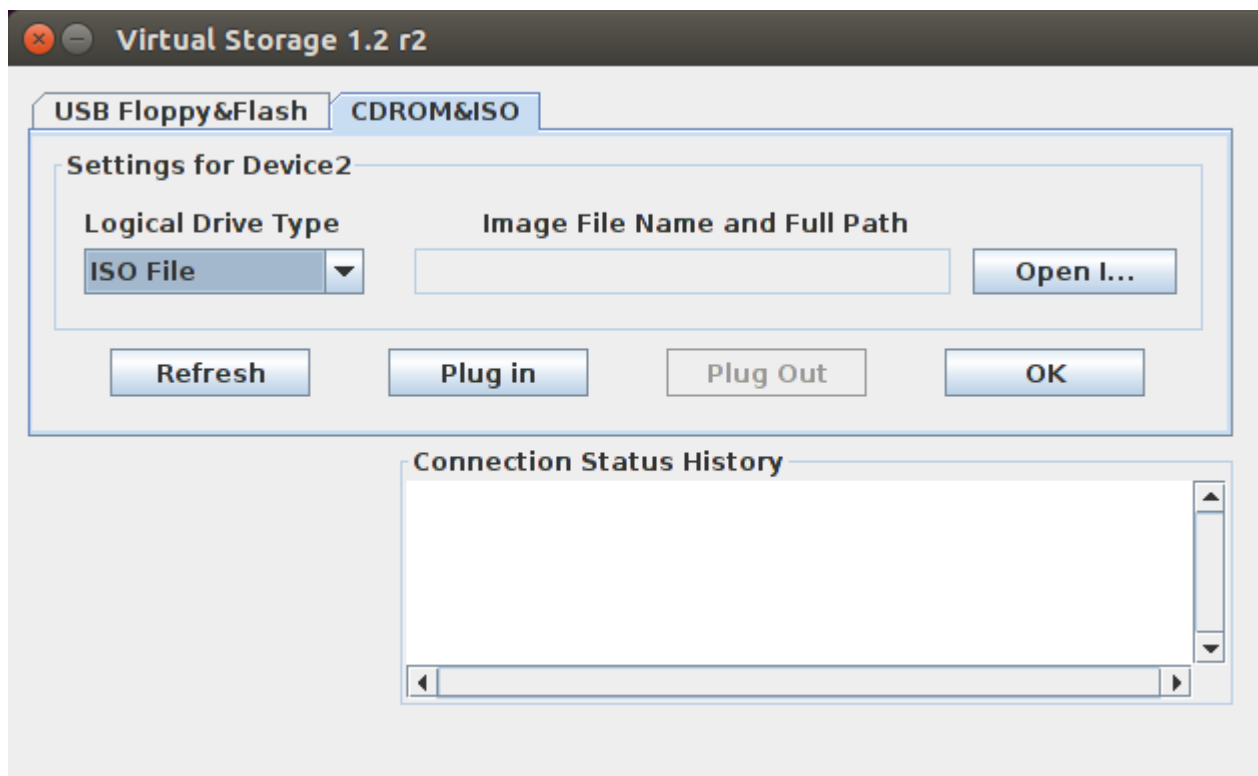 Virtual Storage 1.2 r2
USB Floppy&Flash CDROM&ISO
Settings for Device2
Logical Drive Type Image File Name and Full Path
ISO File Open I...
Refresh Plug in Plug Out OK
Connection Status History